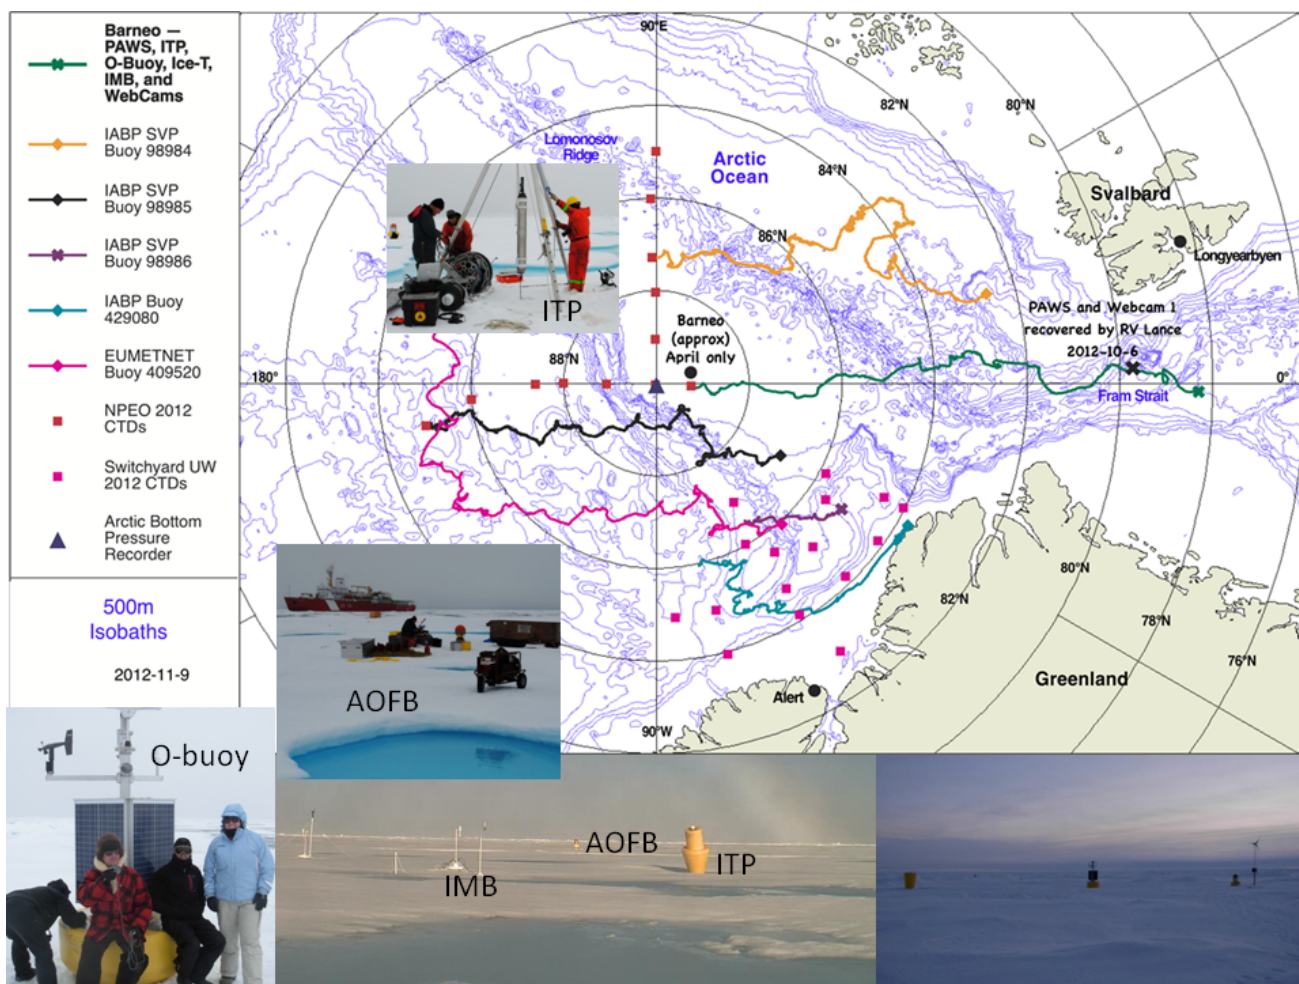 Barneo —
PAWS, ITP,
O-Buoy, Ice-T,
IMB, and
WebCams
IABP SVP
Buoy 98984
IABP SVP
Buoy 98985
IABP SVP
Buoy 98986
IABP Buoy
429080
EUMETNET
Buoy 409520
NPEO 2012
CTDs
Switchyard UW
2012 CTDs
Arctic Bottom
Pressure
Recorder
500m
Isobaths
2012-11-9
90°E
82°N
80°N
Lomonosov
Ridge
Arctic
Ocean
84°N
86°N
88°N
Svalbard
Longyearbyen
ITP
Barneo
(approx)
April only
PAWS and Webcam 1
recovered by RV Lance
2012-10-6
180°
0°
Fram Strait
80°N
82°N
78°N
76°N
Greenland
Alert
90°W
AOFB
O-buoy
AOFB
ITP
IMB